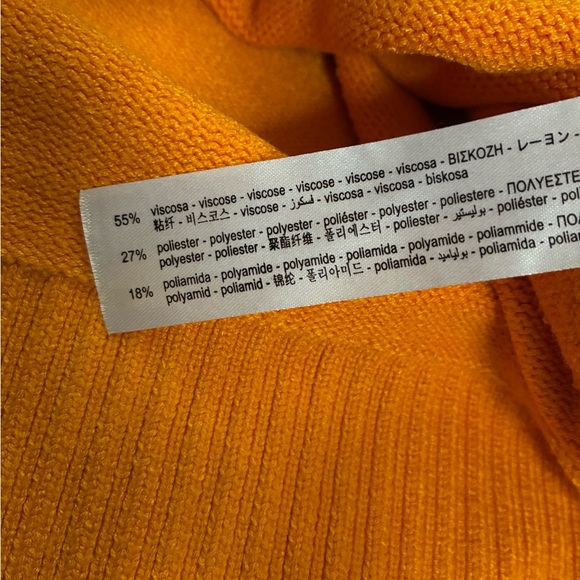 55% viscosa - viscose - viscose - viscose - viscose - viscosa - ΒΙΣΚΟΖΗ - レーヨン -
粘纤 - 비스코스 - viscose - فسكوز - viscosa - viscosa - biskosa
27% poliester - polyester - polyester - poliéster - polyester - poliestere - ΠΟΛΥΕΣΤΕ
polyester - poliester - 聚酯纤维 - 폴리에스터 - poliester - بوليستير - poliéster - pol
18% poliamida - polyamide - polyamide - poliamida - polyamide - poliammide - ΠΟ
polyamid - poliamid - 锦纶 - 폴리아미드 - poliamida - بولياميد - poliamida - polia